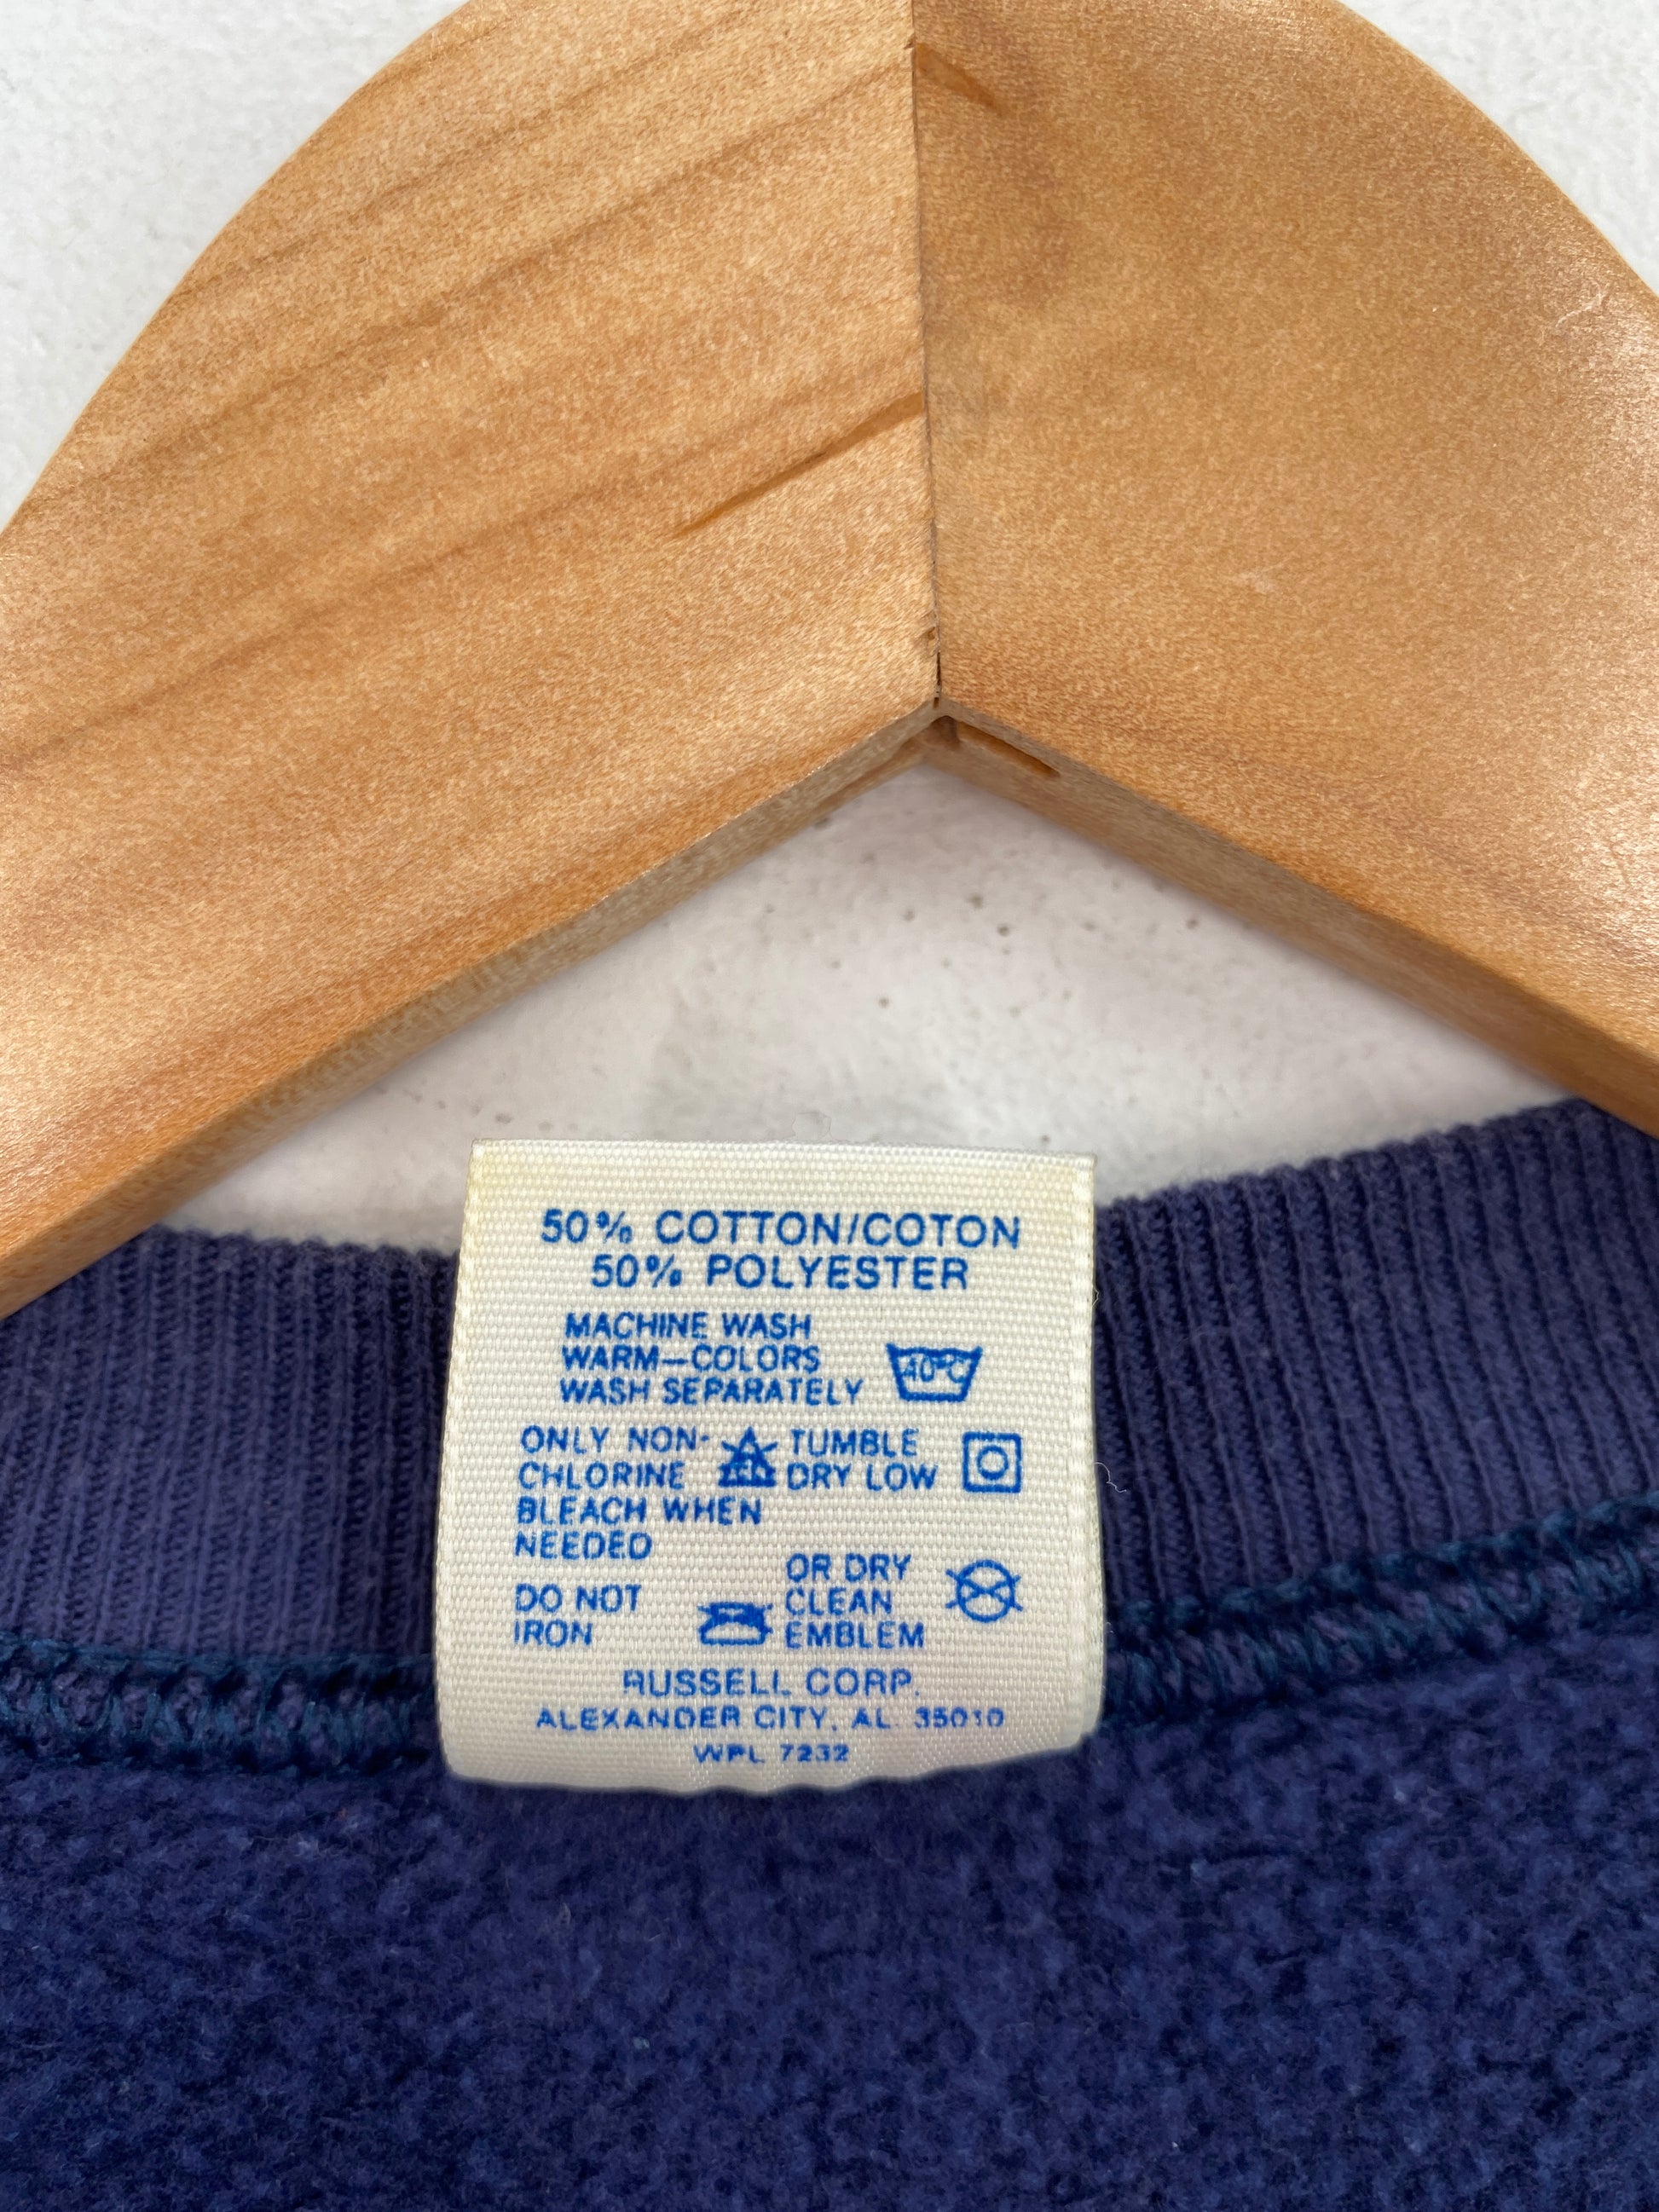 50% COTTON/COTON
50% POLYESTER
MACHINE WASH
WARM—COLORS
WASH SEPARATELY
40°C
ONLY NON-
CHLORINE
BLEACH WHEN
NEEDED
CL
TUMBLE
DRY LOW
DO NOT
IRON
OR DRY
CLEAN
EMBLEM
RUSSELL CORP.
ALEXANDER CITY, AL. 35010
WPL 7232